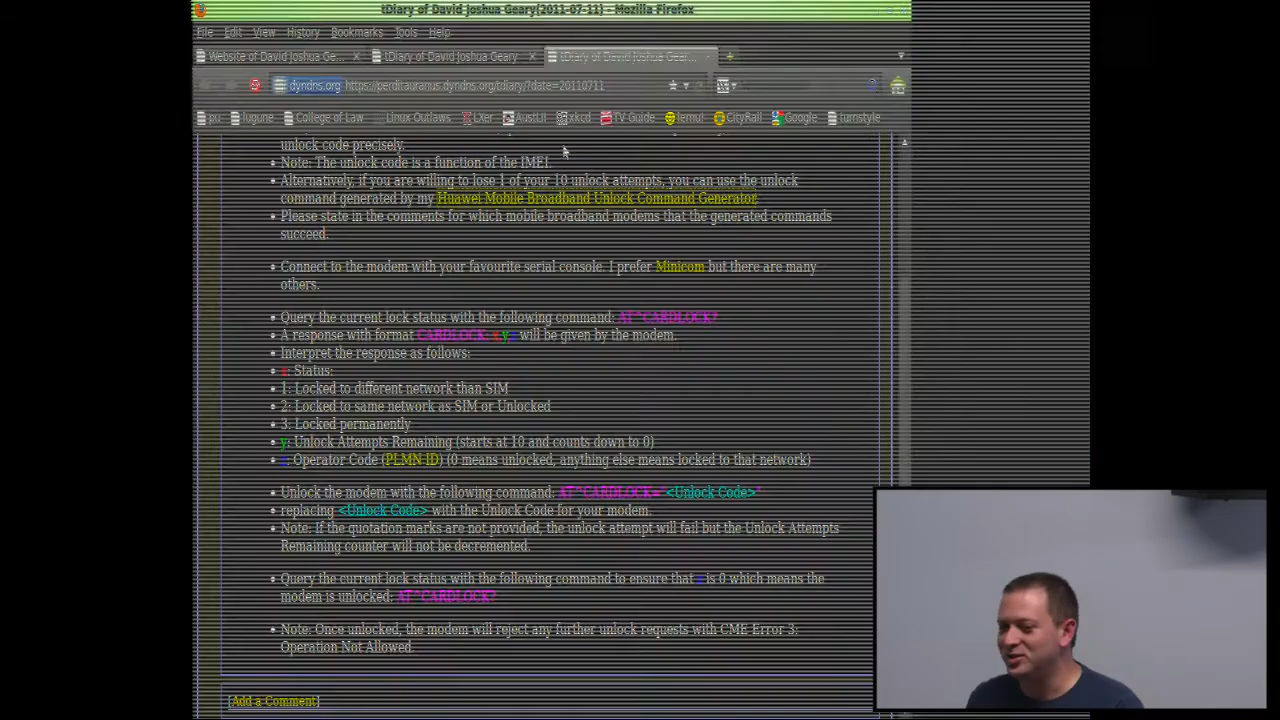 tDiary of David Joshua Geary(2011-07-11) - Mozilla Firefox
File Edit View History Bookmarks Tools Help
Website of David Joshua Ge... tDiary of David Joshua Geary tDiary of David Joshua Gear...
dyndns.org https://perditauranus.dyndns.org/tdiary/?date=20110711
College of Law Linux Outlaws LXer AustLII xkcd TV Guide CityRail Google turnstyle
unlock code precisely.
Note: The unlock code is a function of the IMEI.
Alternatively, if you are willing to lose 1 of your 10 unlock attempts, you can use the unlock
command generated by my Huawei Mobile Broadband Unlock Command Generator.
Please state in the comments for which mobile broadband modems that the generated commands
succeed.
Connect to the modem with your favourite serial console. I prefer Minicom but there are many
others.
Query the current lock status with the following command: AT^CARDLOCK?
A response with format CARDLOCK: x,y,z will be given by the modem.
Interpret the response as follows:
x: Status:
1: Locked to different network than SIM
2: Locked to same network as SIM or Unlocked
3: Locked permanently
y: Unlock Attempts Remaining (starts at 10 and counts down to 0)
z: Operator Code (PLMN ID) (0 means unlocked, anything else means locked to that network)
Unlock the modem with the following command: AT^CARDLOCK="<Unlock Code>"
replacing <Unlock Code> with the Unlock Code for your modem.
Note: If the quotation marks are not provided, the unlock attempt will fail but the Unlock Attempts
Remaining counter will not be decremented.
Query the current lock status with the following command to ensure that z is 0 which means the
modem is unlocked: AT^CARDLOCK?
Note: Once unlocked, the modem will reject any further unlock requests with CME Error 3:
Operation Not Allowed.
[Add a Comment]